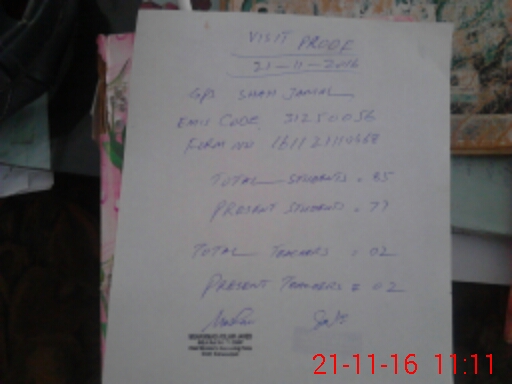 VISIT PROOF
21-11-2016
GPS SHAH JAMAL
EMIS CODE 31250056
FORM NO 161121110668
TOTAL STUDENTS = 85
PRESENT STUDENTS = 77
TOTAL TEACHERS = 02
PRESENT TEACHERS = 02
21-11-16 11:11